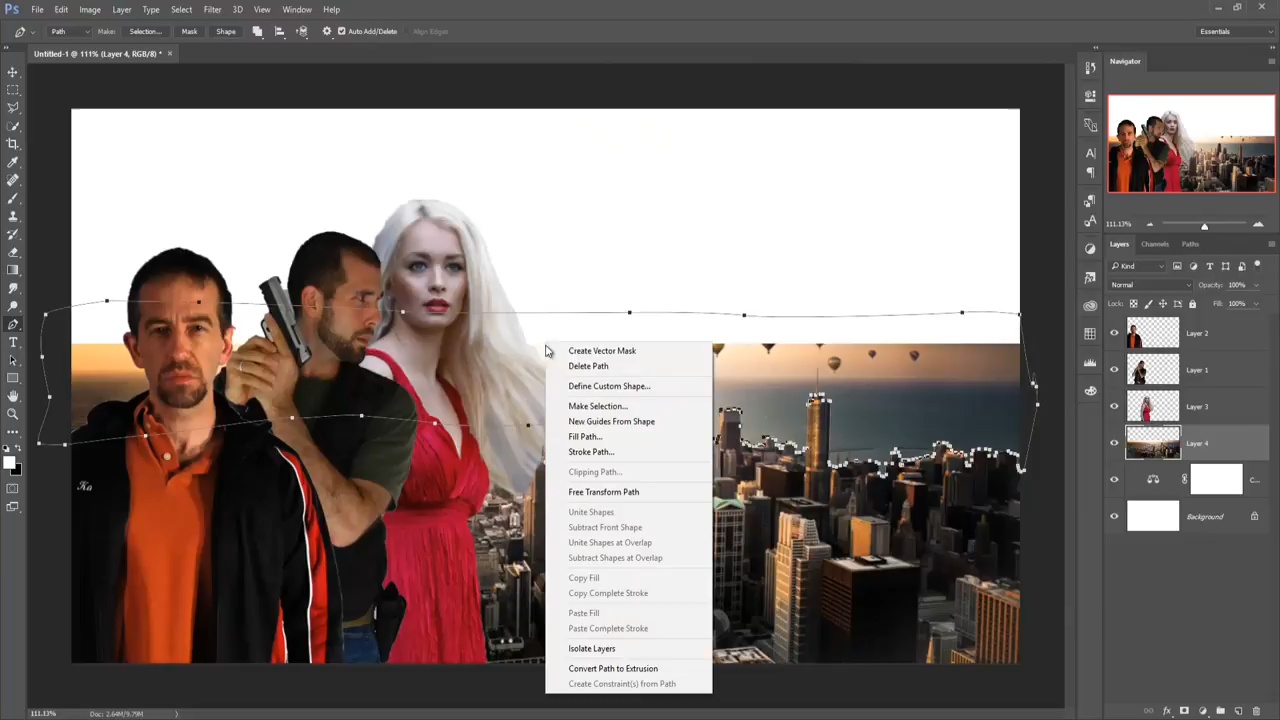 Ps File Edit Image Layer Type Select Filter 3D View Window Help
Path Make: Selection... Mask Shape Auto Add/Delete Align Edges Essentials
Untitled-1 @ 111% (Layer 4, RGB/8) *
Navigator
111.13%
Layers Channels Paths
Kind
Normal Opacity: 100%
Lock: Fill: 100%
Layer 2
Layer 1
Layer 3
Layer 4
C...
Background
Create Vector Mask
Delete Path
Define Custom Shape...
Make Selection...
New Guides From Shape
Fill Path...
Stroke Path...
Clipping Path...
Free Transform Path
Unite Shapes
Subtract Front Shape
Unite Shapes at Overlap
Subtract Shapes at Overlap
Copy Fill
Copy Complete Stroke
Paste Fill
Paste Complete Stroke
Isolate Layers
Convert Path to Extrusion
Create Constraint(s) from Path
Ka
111.13% Doc: 2.64M/9.79M